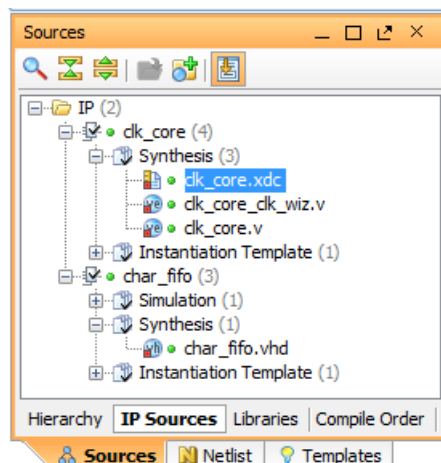 Sources
IP (2)
clk_core (4)
Synthesis (3)
clk_core.xdc
clk_core_clk_wiz.v
clk_core.v
Instantiation Template (1)
char_fifo (3)
Simulation (1)
Synthesis (1)
char_fifo.vhd
Instantiation Template (1)
Hierarchy IP Sources Libraries Compile Order
Sources Netlist Templates